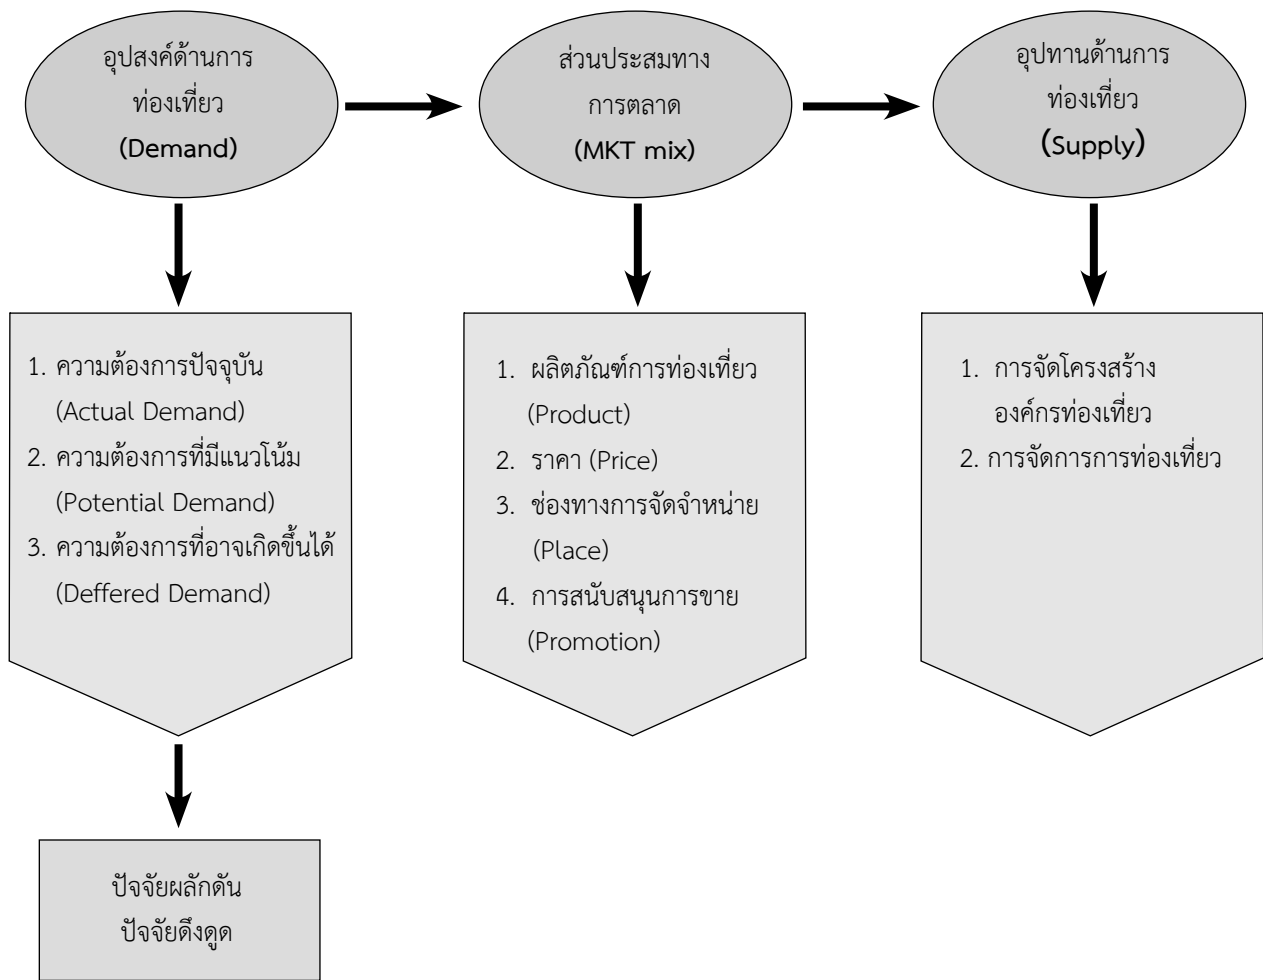 อุปสงค์ด้านการ
ท่องเที่ยว
(Demand)
ส่วนประสมทาง
การตลาด
(MKT mix)
อุปทานด้านการ
ท่องเที่ยว
(Supply)
1. ความต้องการปัจจุบัน
(Actual Demand)
2. ความต้องการที่มีแนวโน้ม
(Potential Demand)
3. ความต้องการที่อาจเกิดขึ้นได้
(Deffered Demand)
1. ผลิตภัณฑ์การท่องเที่ยว
(Product)
2. ราคา (Price)
3. ช่องทางการจัดจำหน่าย
(Place)
4. การสนับสนุนการขาย
(Promotion)
1. การจัดโครงสร้าง
องค์กรท่องเที่ยว
2. การจัดการการท่องเที่ยว
ปัจจัยผลักดัน
ปัจจัยดึงดูด